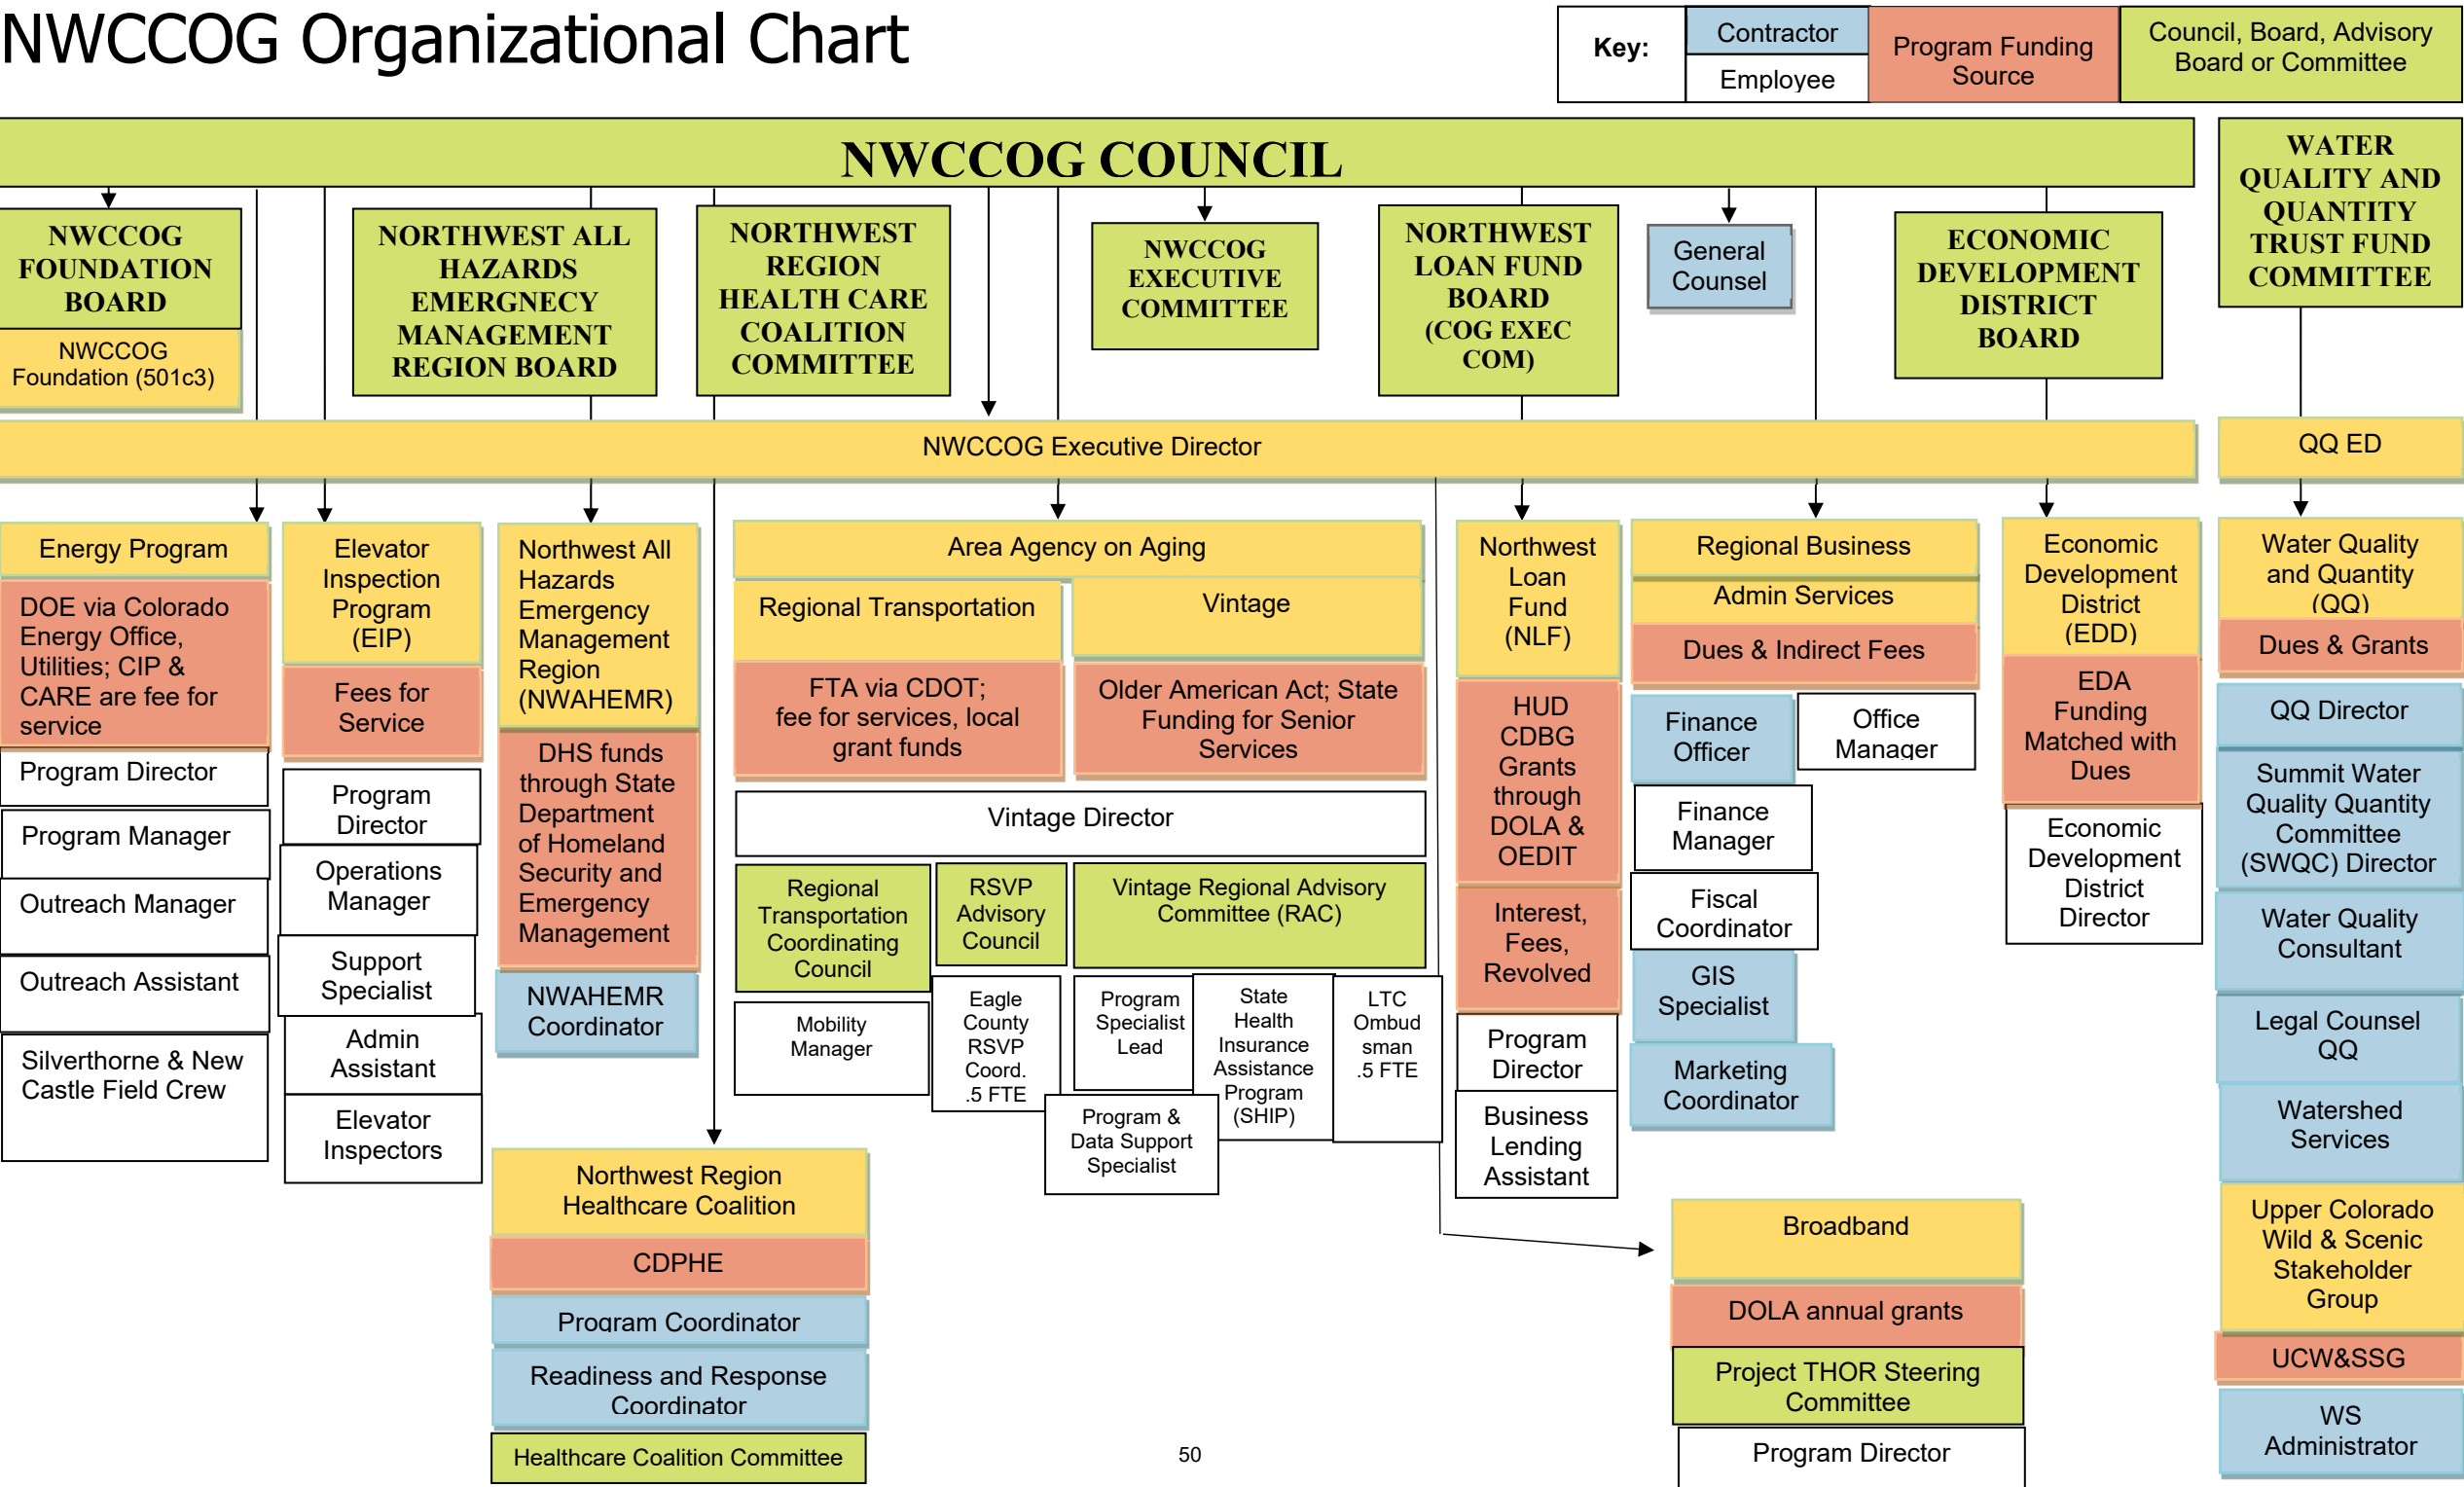 NWCCOG Organizational Chart
Key:
Contractor
Employee
Program Funding
Source
Council, Board, Advisory
Board or Committee
NWCCOG COUNCIL
WATER
QUALITY AND
QUANTITY
TRUST FUND
COMMITTEE
NWCCOG
FOUNDATION
BOARD
NWCCOG
Foundation (501c3)
NORTHWEST ALL
HAZARDS
EMERGNECY
MANAGEMENT
REGION BOARD
NORTHWEST
REGION
HEALTH CARE
COALITION
COMMITTEE
NWCCOG
EXECUTIVE
COMMITTEE
NORTHWEST
LOAN FUND
BOARD
(COG EXEC
COM)
General
Counsel
ECONOMIC
DEVELOPMENT
DISTRICT
BOARD
NWCCOG Executive Director
QQ ED
Energy Program
DOE via Colorado
Energy Office,
Utilities; CIP &
CARE are fee for
service
Program Director
Program Manager
Outreach Manager
Outreach Assistant
Silverthorne & New
Castle Field Crew
Elevator
Inspection
Program
(EIP)
Fees for
Service
Program
Director
Operations
Manager
Support
Specialist
Admin
Assistant
Elevator
Inspectors
Northwest All
Hazards
Emergency
Management
Region
(NWAHEMR)
DHS funds
through State
Department
of Homeland
Security and
Emergency
Management
NWAHEMR
Coordinator
Northwest Region
Healthcare Coalition
CDPHE
Program Coordinator
Readiness and Response
Coordinator
Healthcare Coalition Committee
Area Agency on Aging
Regional Transportation
Vintage
FTA via CDOT;
fee for services, local
grant funds
Older American Act; State
Funding for Senior
Services
Vintage Director
Regional
Transportation
Coordinating
Council
RSVP
Advisory
Council
Vintage Regional Advisory
Committee (RAC)
Mobility
Manager
Eagle
County
RSVP
Coord.
.5 FTE
Program
Specialist
Lead
State
Health
Insurance
Assistance
Program
(SHIP)
LTC
Ombud
sman
.5 FTE
Program &
Data Support
Specialist
Northwest
Loan
Fund
(NLF)
HUD
CDBG
Grants
through
DOLA &
OEDIT
Interest,
Fees,
Revolved
Program
Director
Business
Lending
Assistant
Regional Business
Admin Services
Dues & Indirect Fees
Finance
Officer
Office
Manager
Finance
Manager
Fiscal
Coordinator
GIS
Specialist
Marketing
Coordinator
Broadband
DOLA annual grants
Project THOR Steering
Committee
Program Director
Economic
Development
District
(EDD)
EDA
Funding
Matched with
Dues
Economic
Development
District
Director
Water Quality
and Quantity
(QQ)
Dues & Grants
QQ Director
Summit Water
Quality Quantity
Committee
(SWQC) Director
Water Quality
Consultant
Legal Counsel
QQ
Watershed
Services
Upper Colorado
Wild & Scenic
Stakeholder
Group
UCW&SSG
WS
Administrator
50